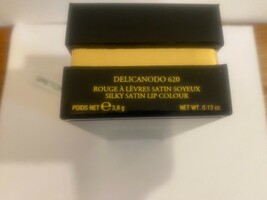 DELICANODO 620
ROUGE À LÈVRES SATIN SOYEUX
SILKY SATIN LIP COLOUR
POIDS NET ℮ 3,6 g NET WT. 0.13 oz.